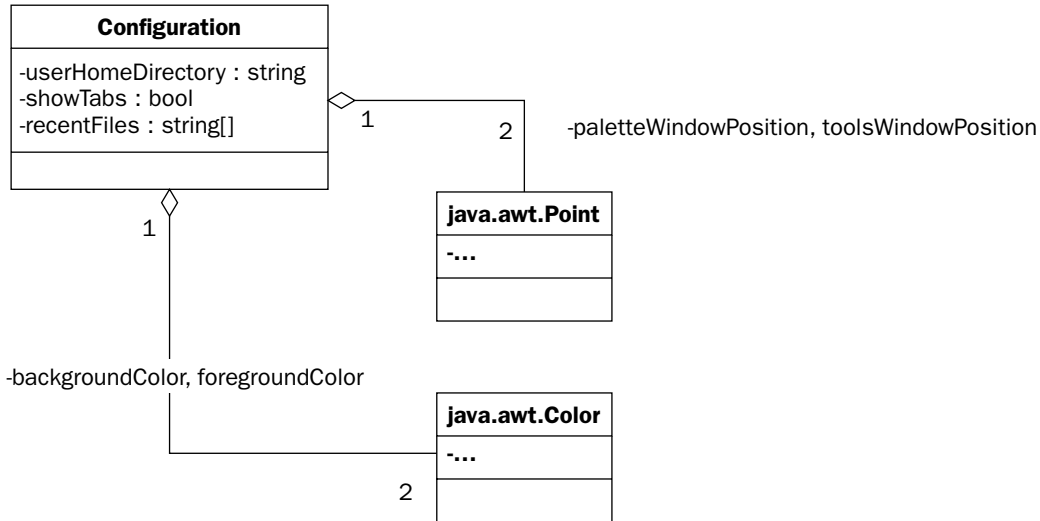 Configuration
-userHomeDirectory : string
-showTabs : bool
-recentFiles : string[]
1
2
-paletteWindowPosition, toolsWindowPosition
java.awt.Point
-...
1
-backgroundColor, foregroundColor
java.awt.Color
-...
2